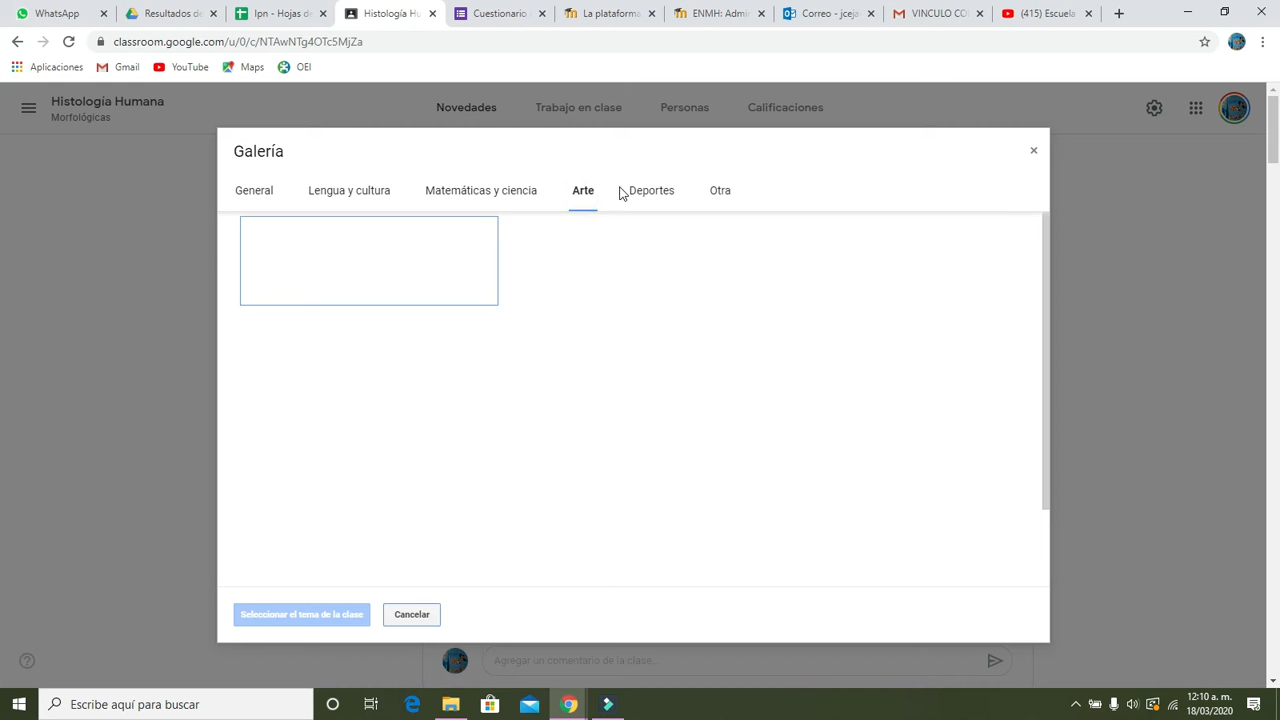 WhatsApp
Resultados de
Ipn - Hojas de
Histología Hu
Cuestionario
La plataforma
ENMH: Admin
Correo - jceja
VINCULO CO
(415) Escuela
classroom.google.com/u/0/c/NTAwNTg4OTc5MjZa
Aplicaciones
Gmail
YouTube
Maps
OEI
Histología Humana
Morfológicas
Novedades
Trabajo en clase
Personas
Calificaciones
Galería
General
Lengua y cultura
Matemáticas y ciencia
Arte
Deportes
Otra
Seleccionar el tema de la clase
Cancelar
Agregar un comentario de la clase...
Escribe aquí para buscar
12:10 a. m.
18/03/2020